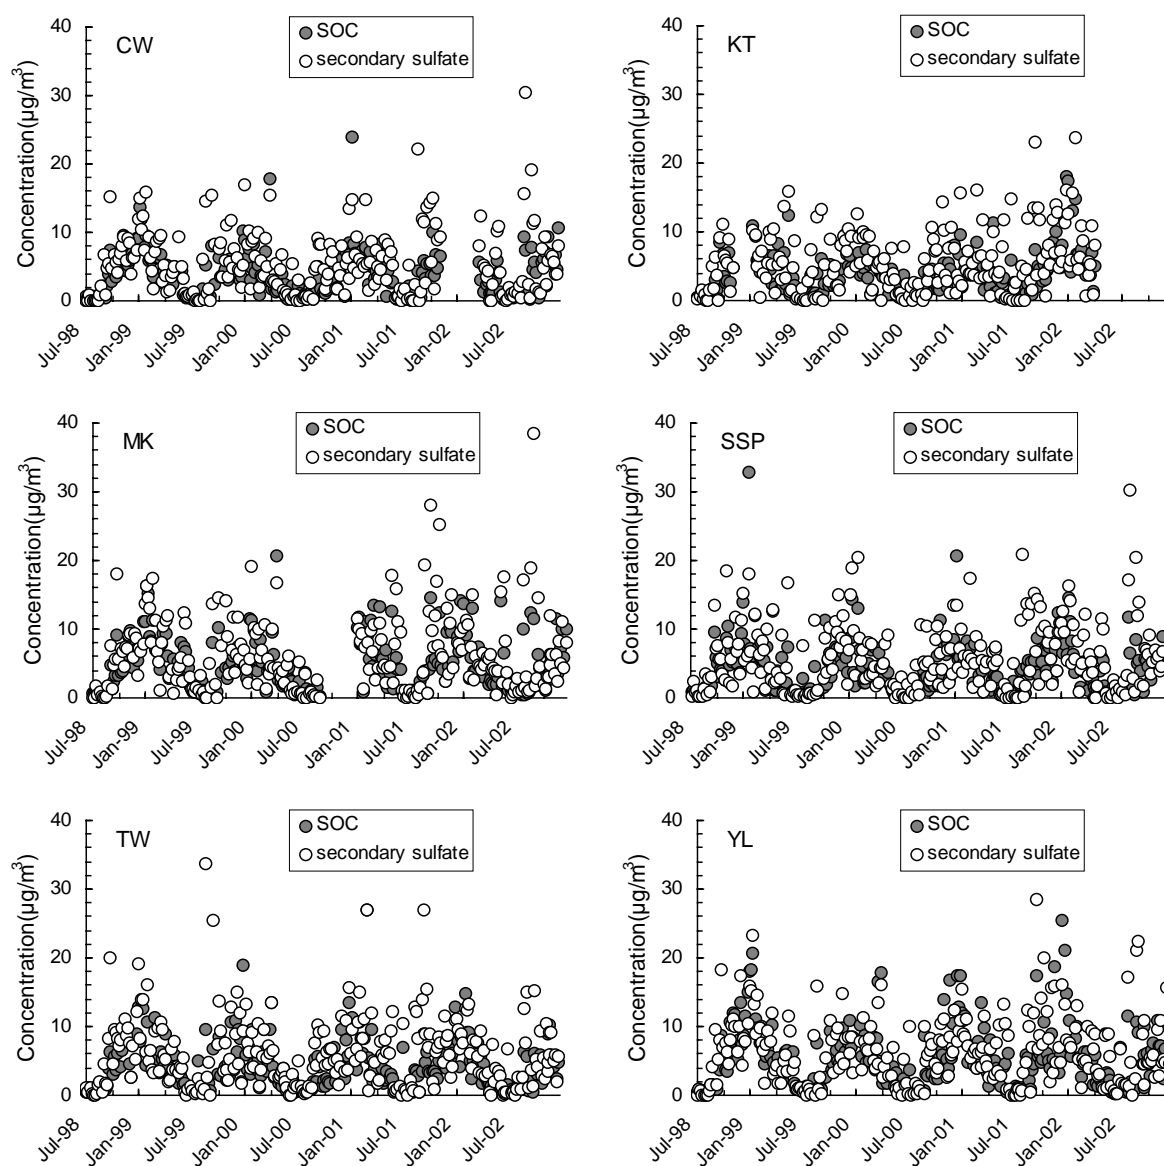 CW
SOC
secondary sulfate
Concentration(μg/m³)
40
30
20
10
0
Jul-98
Jan-99
Jul-99
Jan-00
Jul-00
Jan-01
Jul-01
Jan-02
Jul-02
KT
SOC
secondary sulfate
Concentration(μg/m³)
40
30
20
10
0
Jul-98
Jan-99
Jul-99
Jan-00
Jul-00
Jan-01
Jul-01
Jan-02
Jul-02
MK
SOC
secondary sulfate
Concentration(μg/m³)
40
30
20
10
0
Jul-98
Jan-99
Jul-99
Jan-00
Jul-00
Jan-01
Jul-01
Jan-02
Jul-02
SSP
SOC
secondary sulfate
Concentration(μg/m³)
40
30
20
10
0
Jul-98
Jan-99
Jul-99
Jan-00
Jul-00
Jan-01
Jul-01
Jan-02
Jul-02
TW
SOC
secondary sulfate
Concentration(μg/m³)
40
30
20
10
0
Jul-98
Jan-99
Jul-99
Jan-00
Jul-00
Jan-01
Jul-01
Jan-02
Jul-02
YL
SOC
secondary sulfate
Concentration(μg/m³)
40
30
20
10
0
Jul-98
Jan-99
Jul-99
Jan-00
Jul-00
Jan-01
Jul-01
Jan-02
Jul-02